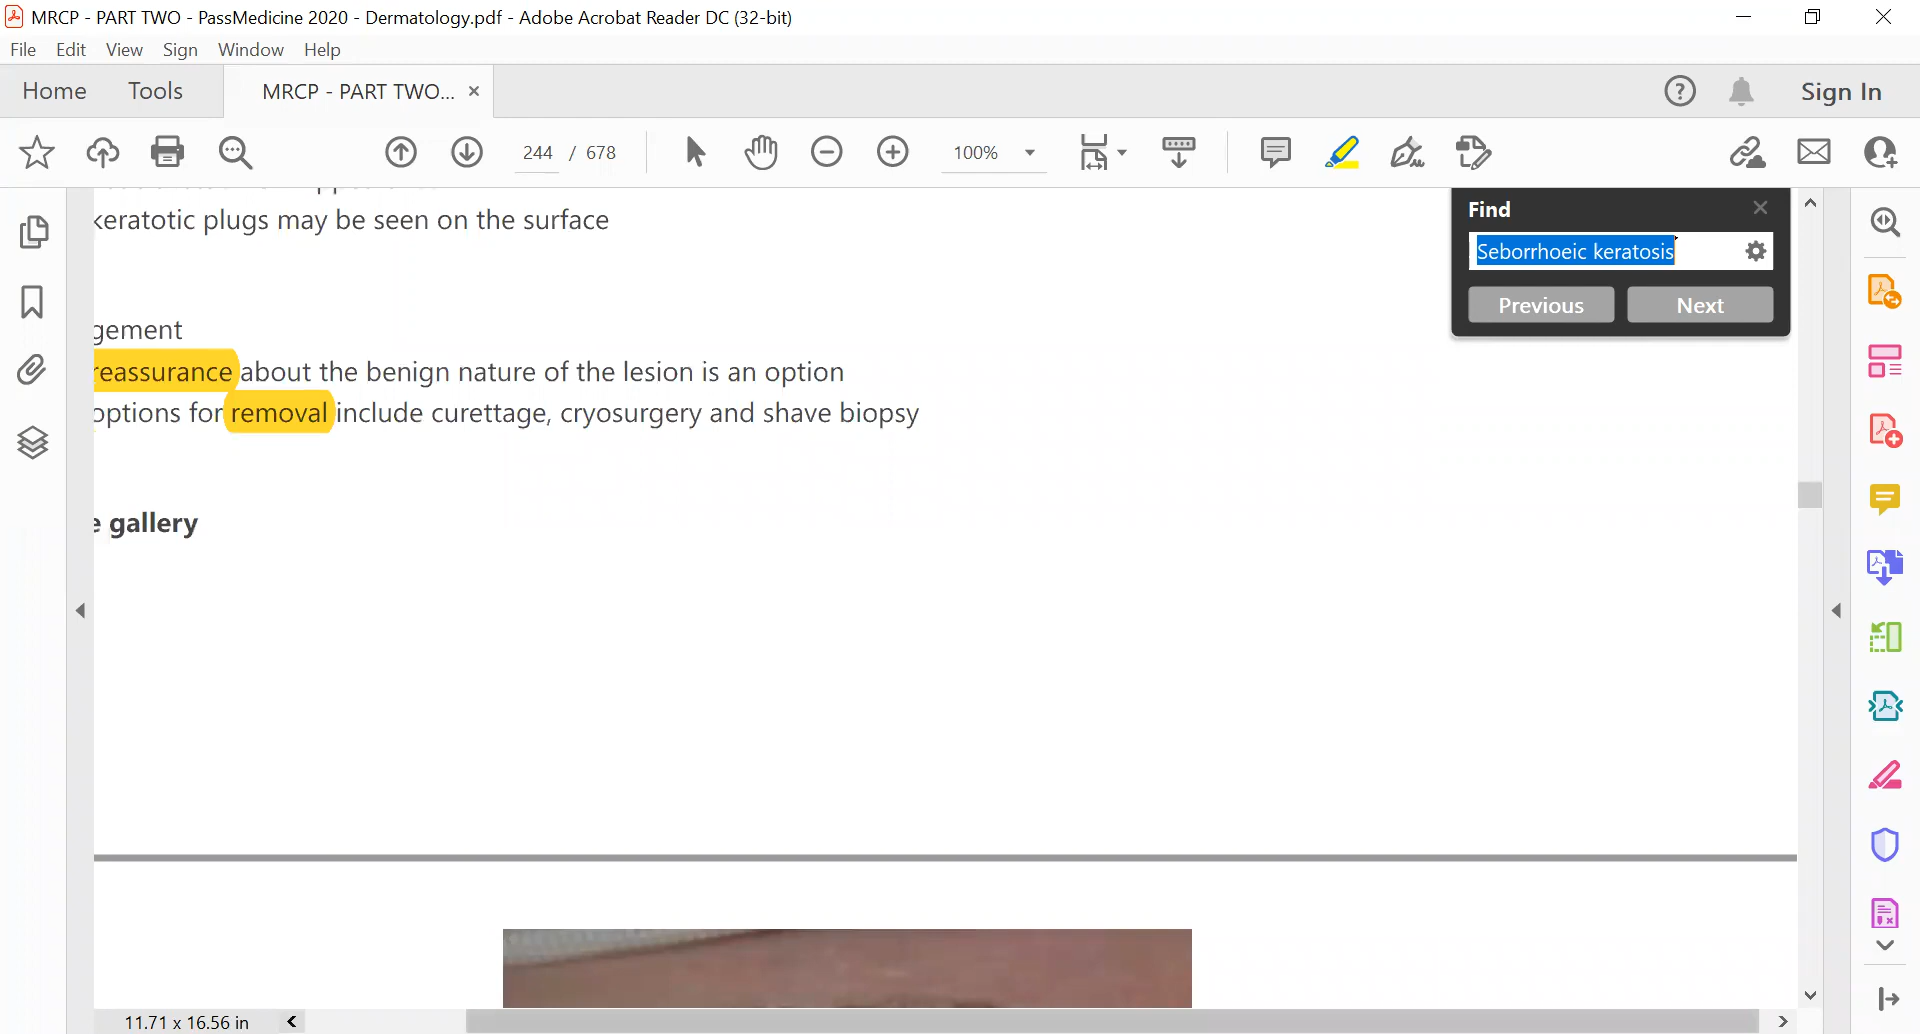 MRCP - PART TWO - PassMedicine 2020 - Dermatology.pdf - Adobe Acrobat Reader DC (32-bit)
File Edit View Sign Window Help
Home Tools MRCP - PART TWO... × Sign In
244 / 678 100%
keratotic plugs may be seen on the surface
Find
Seborrhoeic keratosis
Previous Next
gement
reassurance about the benign nature of the lesion is an option
options for removal include curettage, cryosurgery and shave biopsy
e gallery
11.71 x 16.56 in